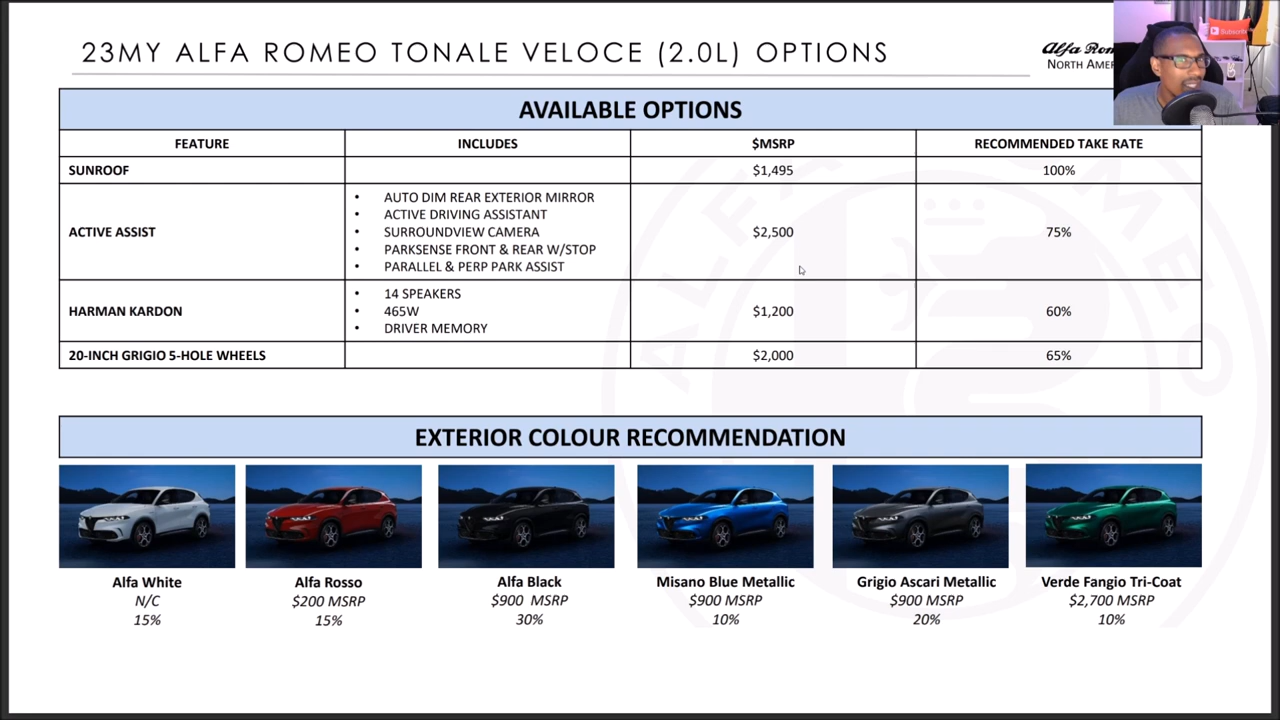 23MY ALFA ROMEO TONALE VELOCE (2.0L) OPTIONS
Alfa
NORTH
Subscribe
AVAILABLE OPTIONS
FEATURE INCLUDES $MSRP RECOMMENDED TAKE RATE
SUNROOF $1,495 100%
• AUTO DIM REAR EXTERIOR MIRROR
• ACTIVE DRIVING ASSISTANT
ACTIVE ASSIST • SURROUNDVIEW CAMERA $2,500 75%
• PARKSENSE FRONT & REAR W/STOP
• PARALLEL & PERP PARK ASSIST
• 14 SPEAKERS
HARMAN KARDON • 465W $1,200 60%
• DRIVER MEMORY
20-INCH GRIGIO 5-HOLE WHEELS $2,000 65%
EXTERIOR COLOUR RECOMMENDATION
Alfa White Alfa Rosso Alfa Black Misano Blue Metallic Grigio Ascari Metallic Verde Fangio Tri-Coat
N/C $200 MSRP $900 MSRP $900 MSRP $900 MSRP $2,700 MSRP
15% 15% 30% 10% 20% 10%